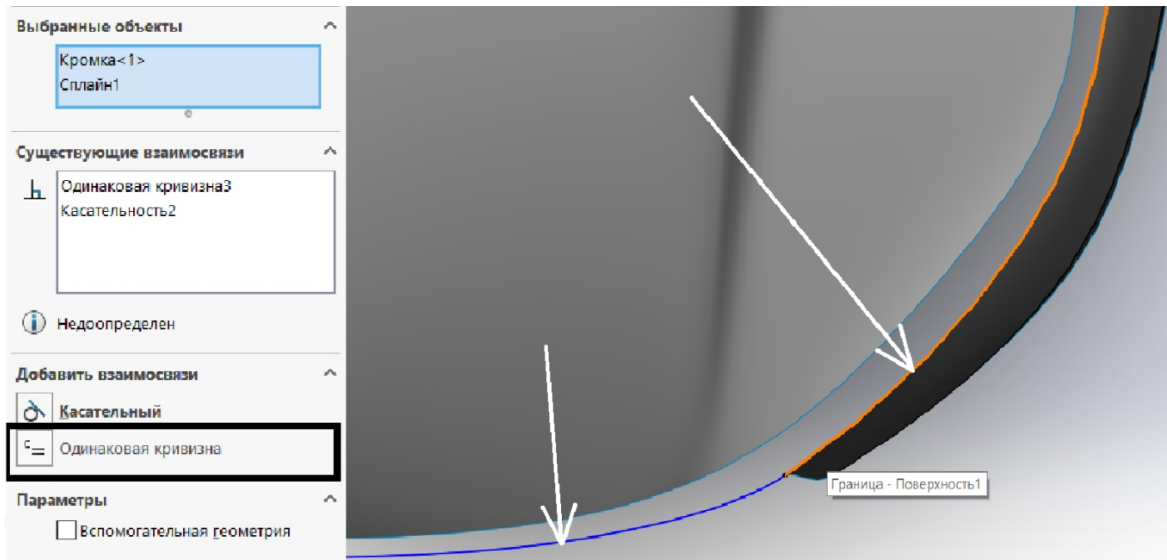 Выбранные объекты
Кромка<1>
Сплайн1
Существующие взаимосвязи
Одинаковая кривизна3
Касательность2
Недоопределен
Добавить взаимосвязи
Касательный
Одинаковая кривизна
Параметры
Вспомогательная геометрия
Граница - Поверхность1